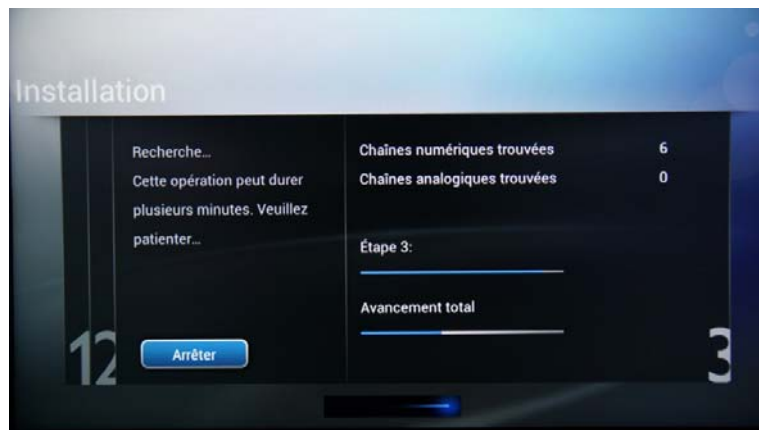 Installation
Recherche...
Cette opération peut durer
plusieurs minutes. Veuillez
patienter...
Arrêter
12
Chaînes numériques trouvées 6
Chaînes analogiques trouvées 0
Étape 3:
Avancement total
3